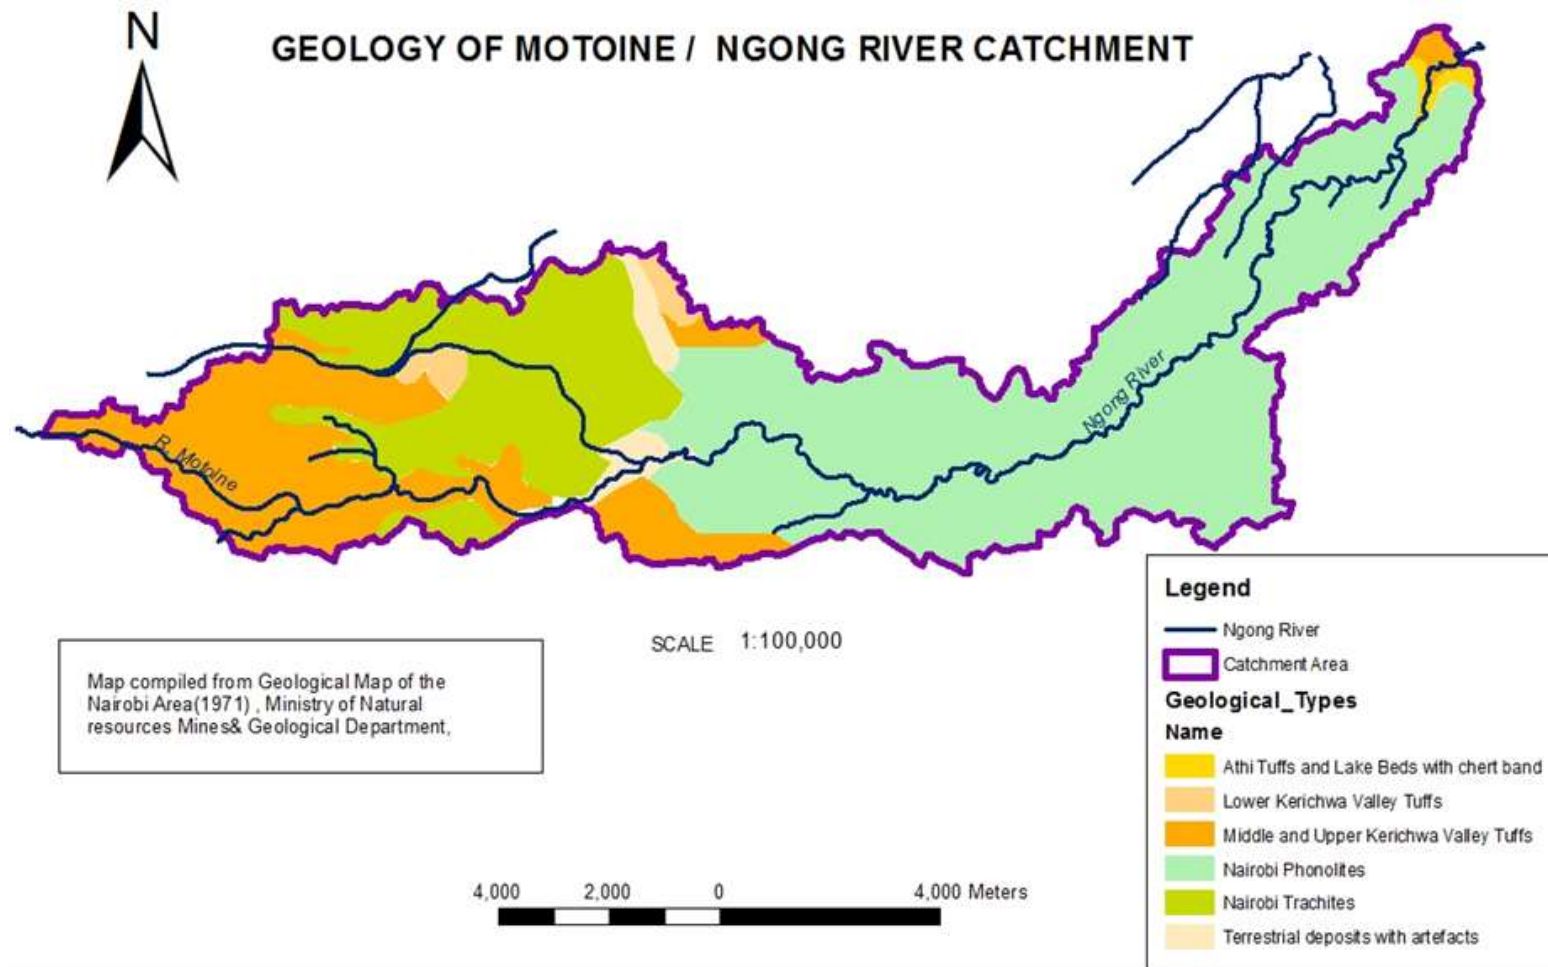 N
GEOLOGY OF MOTOINE / NGONG RIVER CATCHMENT
R. Motoine
Ngong River
SCALE 1:100,000
Map compiled from Geological Map of the
Nairobi Area(1971) , Ministry of Natural
resources Mines& Geological Department,
4,000 2,000 0 4,000 Meters
Legend
Ngong River
Catchment Area
Geological_Types
Name
Athi Tuffs and Lake Beds with chert band
Lower Kerichwa Valley Tuffs
Middle and Upper Kerichwa Valley Tuffs
Nairobi Phonolites
Nairobi Trachites
Terrestrial deposits with artefacts